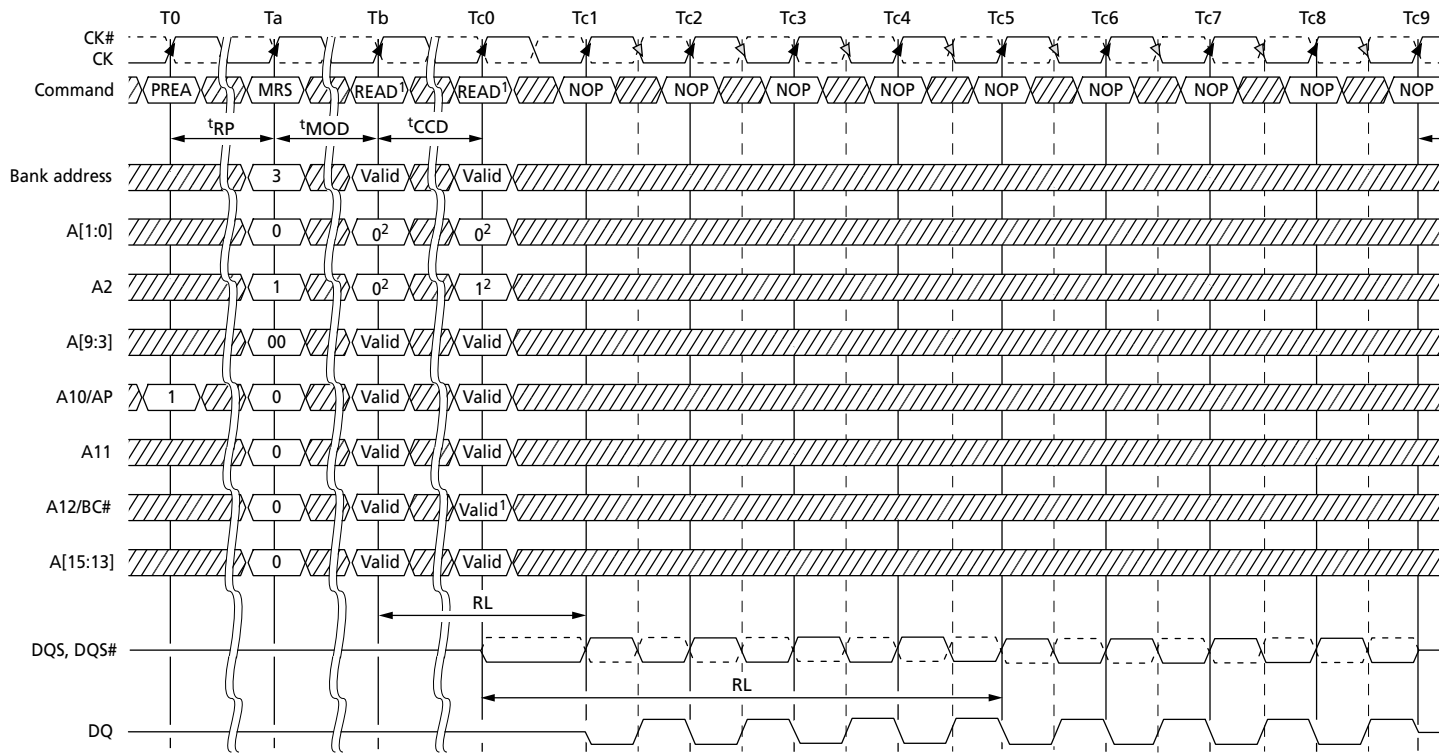 T0 Ta Tb Tc0 Tc1 Tc2 Tc3 Tc4 Tc5 Tc6 Tc7 Tc8 Tc9
CK#
CK
Command PREA MRS READ1 READ1 NOP NOP NOP NOP NOP NOP NOP NOP NOP
tRP tMOD tCCD
Bank address 3 Valid Valid
A[1:0] 0 02 02
A2 1 02 12
A[9:3] 00 Valid Valid
A10/AP 1 0 Valid Valid
A11 0 Valid Valid
A12/BC# 0 Valid Valid1
A[15:13] 0 Valid Valid
RL
DQS, DQS#
RL
DQ